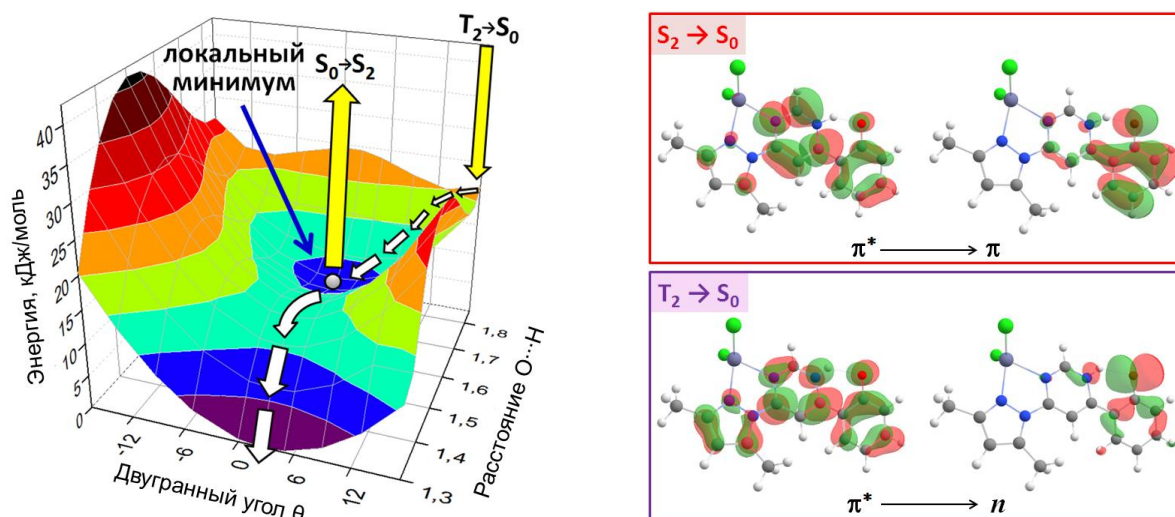 T₂→S₀
локальный
минимум
S₀→S₂
Энергия, кДж/моль
40
35
30
25
20
15
10
5
0
-12
-6
0
6
12
Двугранный угол θ
1,8
1,7
1,6
1,5
1,4
1,3
Расстояние O···H
S₂ → S₀
π* → π
T₂ → S₀
π* → n